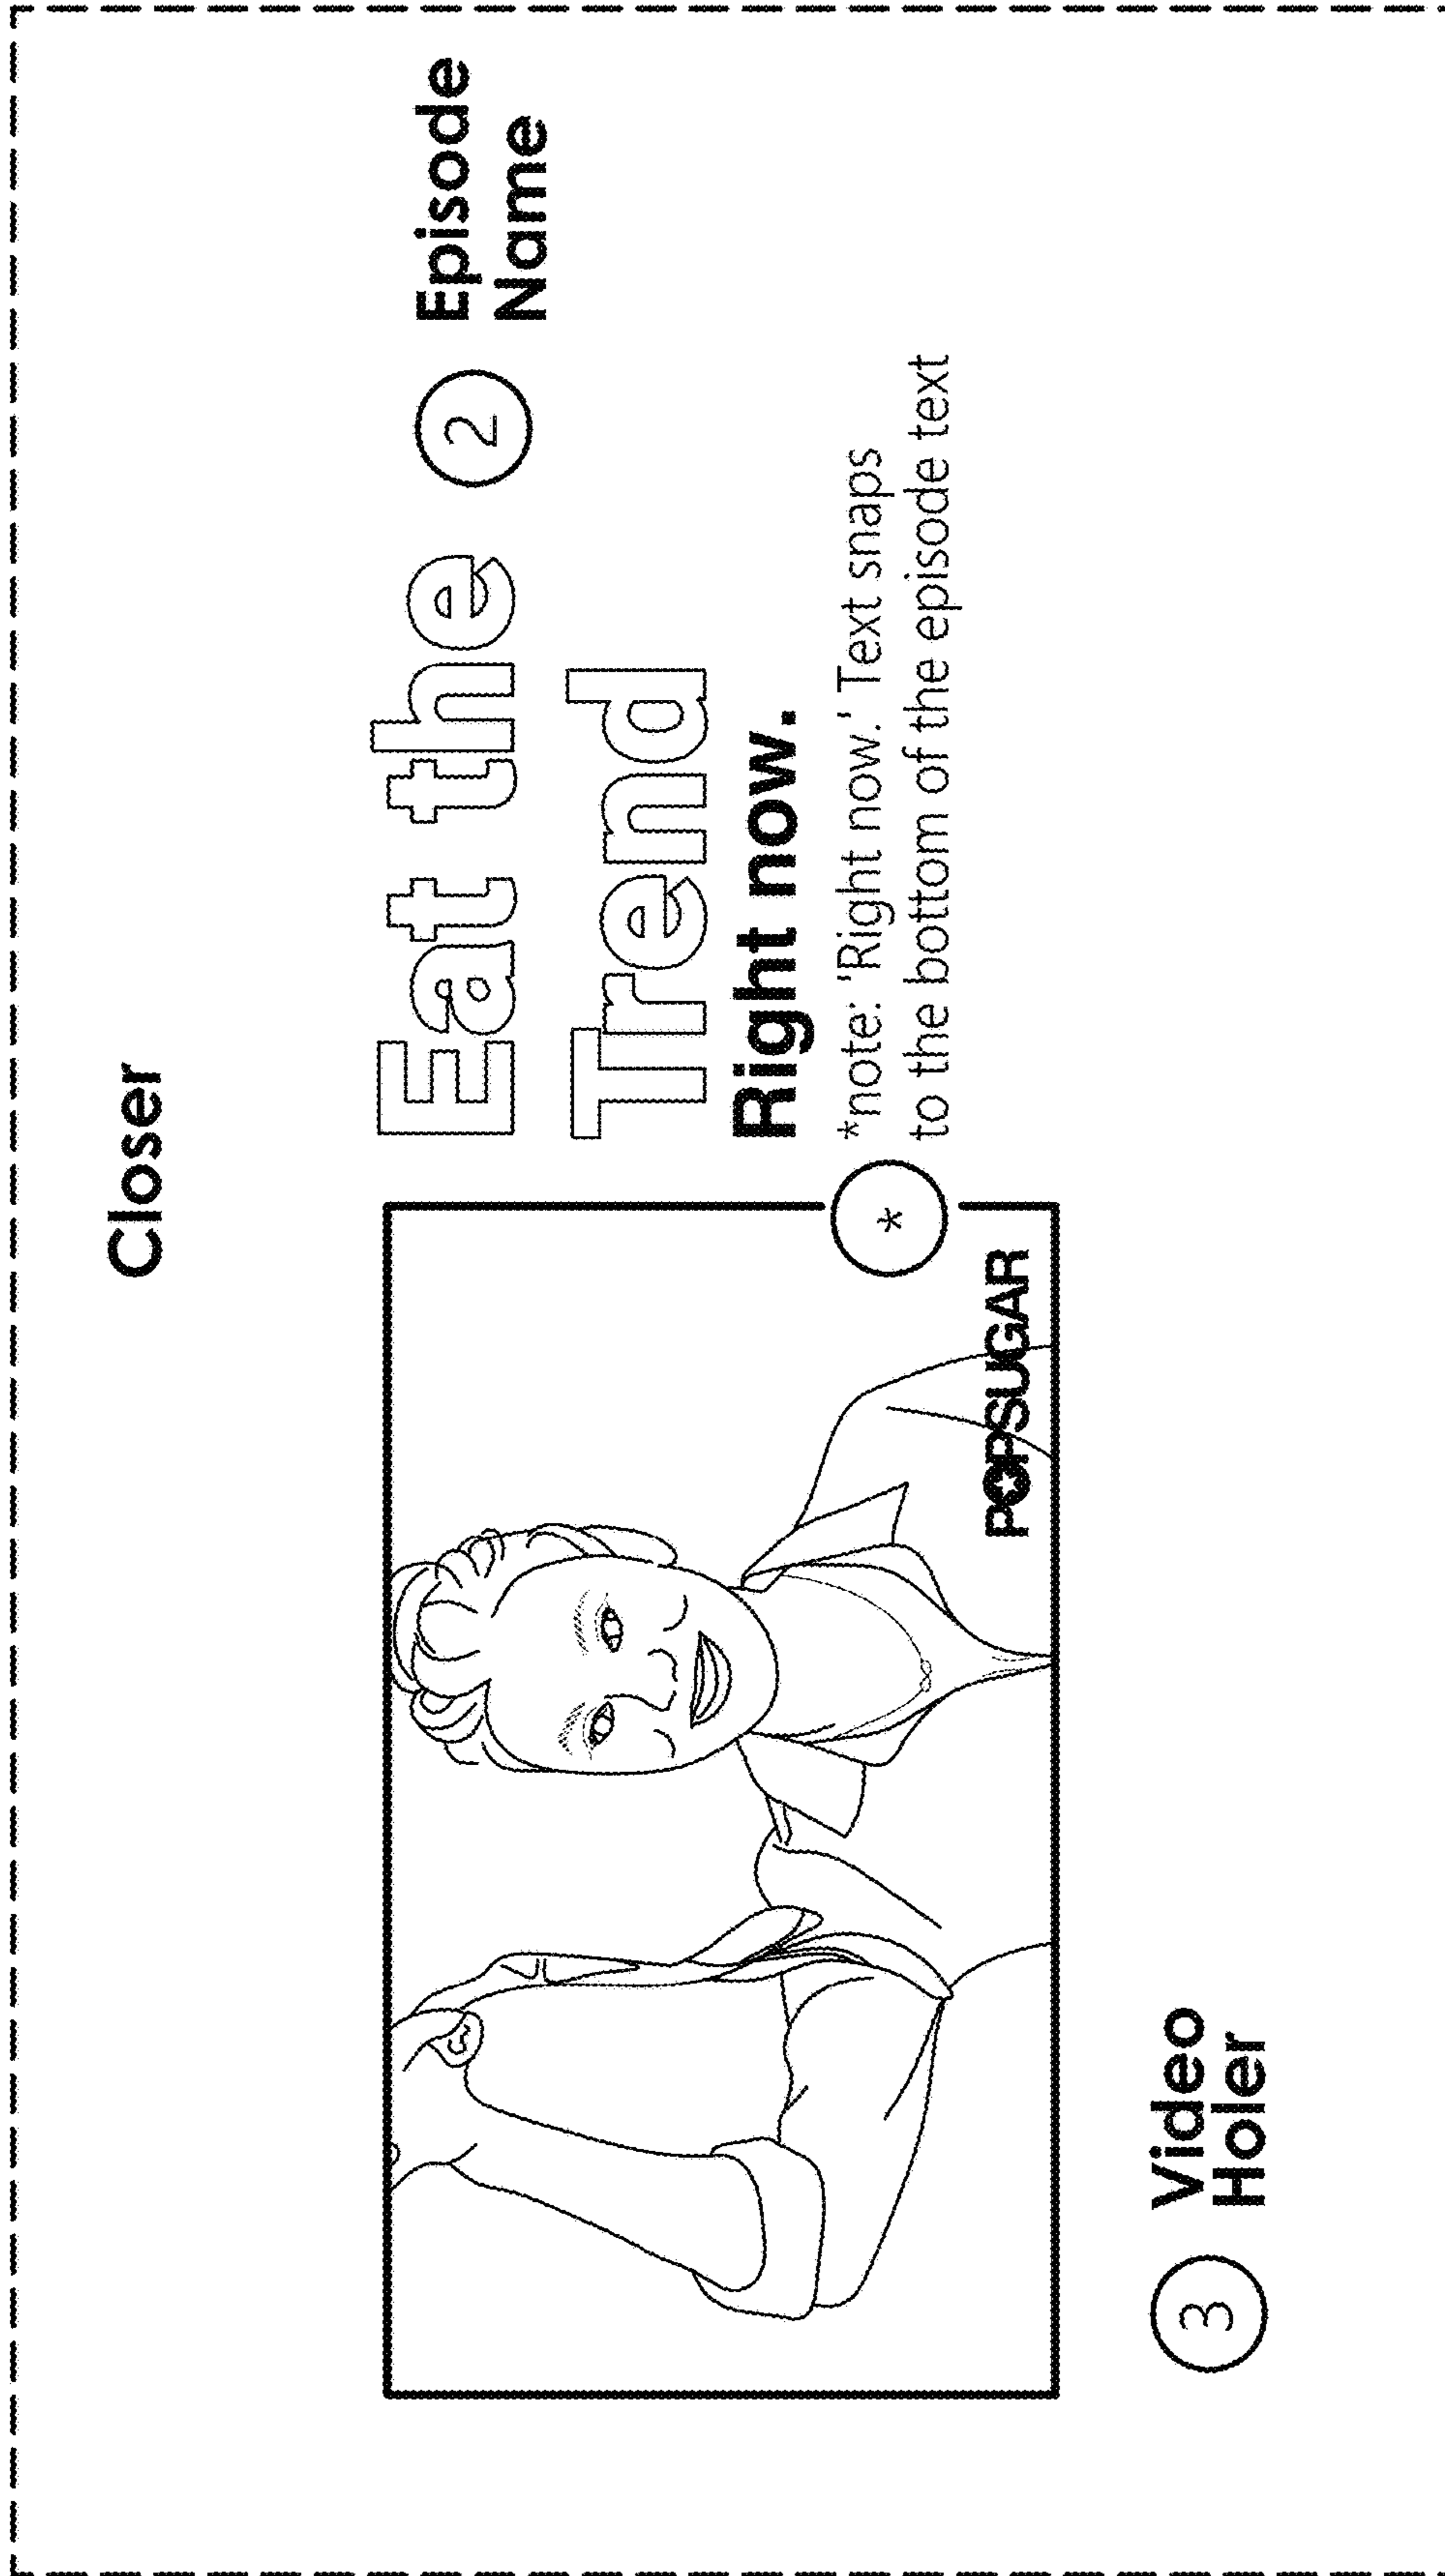 Closer
Eat the
Trend
Right now.
2
Episode
Name
*note: 'Right now.' Text snaps
to the bottom of the episode text
*
POPSUGAR
3
Video
Holer